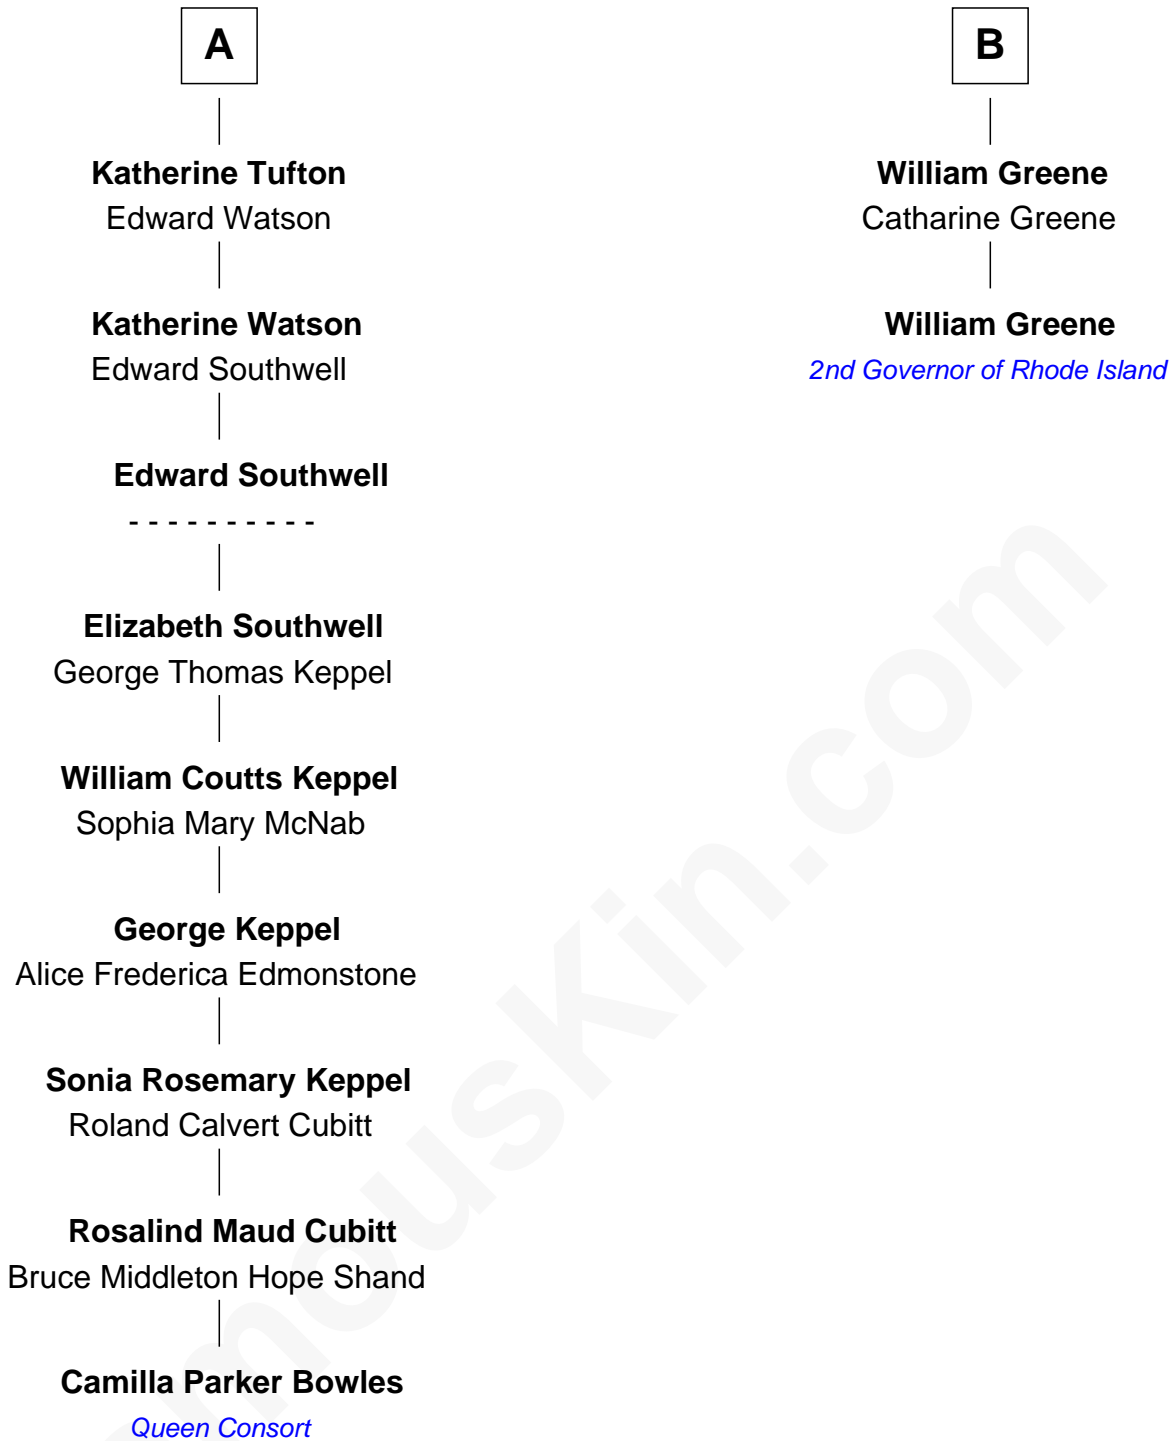 A
Katherine Tufton
Edward Watson
Katherine Watson
Edward Southwell
Edward Southwell
- - - - - - - - - -
Elizabeth Southwell
George Thomas Keppel
William Coutts Keppel
Sophia Mary McNab
George Keppel
Alice Frederica Edmonstone
Sonia Rosemary Keppel
Roland Calvert Cubitt
Rosalind Maud Cubitt
Bruce Middleton Hope Shand
Camilla Parker Bowles
Queen Consort
B
William Greene
Catharine Greene
William Greene
2nd Governor of Rhode Island
mousKin.com